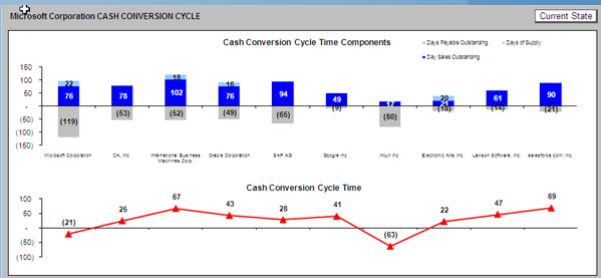 Microsoft Corporation CASH CONVERSION CYCLE
Current State
Cash Conversion Cycle Time Components
Days Payable Outstanding
Days of Supply
Day Sales Outstanding
150
100
50
-
(50)
(100)
(150)
22 18 16 20
76 78 102 76 94 49 17 21 61 90
(119) (53) (52) (49) (65) (9) (80) (18) (14) (21)
Microsoft Corporation CA, Inc. International Business Oracle Corporation SAP AG Google Inc. Intuit Inc. Electronic Arts Inc. Lawson Software, Inc. salesforce.com, Inc.
Machines Corp.
Cash Conversion Cycle Time
100
50
-
(50)
(100)
(21) 25 67 43 28 41 (63) 22 47 69